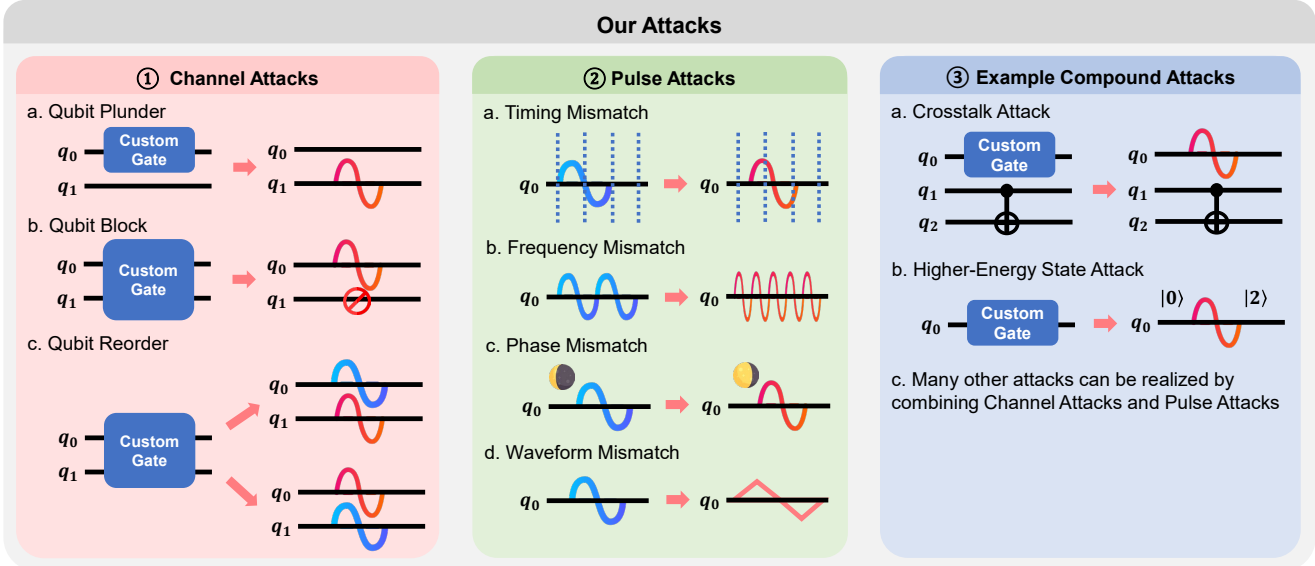 Our Attacks
① Channel Attacks
a. Qubit Plunder
q₀
Custom
Gate
q₁
q₀
q₁
b. Qubit Block
q₀
Custom
Gate
q₁
q₀
q₁
c. Qubit Reorder
q₀
Custom
Gate
q₁
q₀
q₁
q₀
q₁
② Pulse Attacks
a. Timing Mismatch
q₀
q₀
b. Frequency Mismatch
q₀
q₀
c. Phase Mismatch
q₀
q₀
d. Waveform Mismatch
q₀
q₀
③ Example Compound Attacks
a. Crosstalk Attack
q₀
Custom
Gate
q₁
q₂
q₀
q₁
q₂
b. Higher-Energy State Attack
q₀
Custom
Gate
q₀
|0⟩
|2⟩
c. Many other attacks can be realized by
combining Channel Attacks and Pulse Attacks